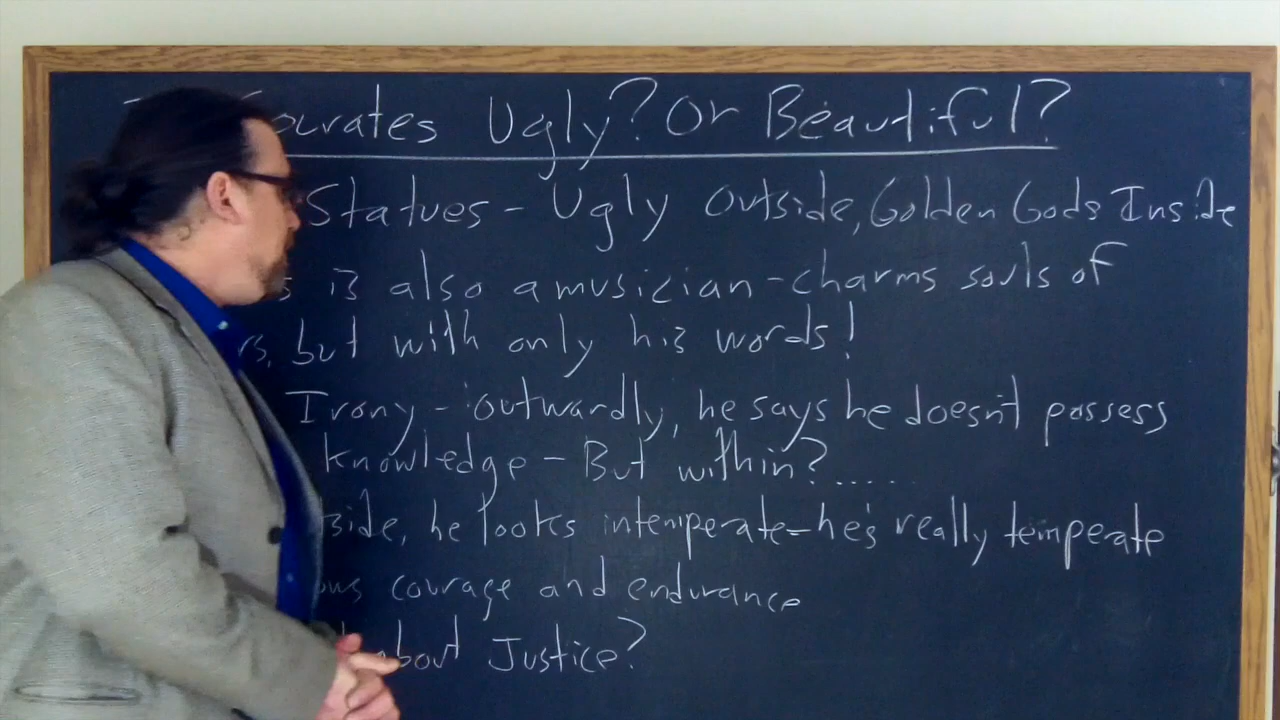 ocrates Ugly? Or Beautiful?
Statues - Ugly Outside, Golden Gods Inside
s is also a musician - charms souls of
rs, but with only his words!
Irony - outwardly, he says he doesn't possess
knowledge - But within?.....
side, he looks intemperate - he's really temperate
ows courage and endurance
about Justice?